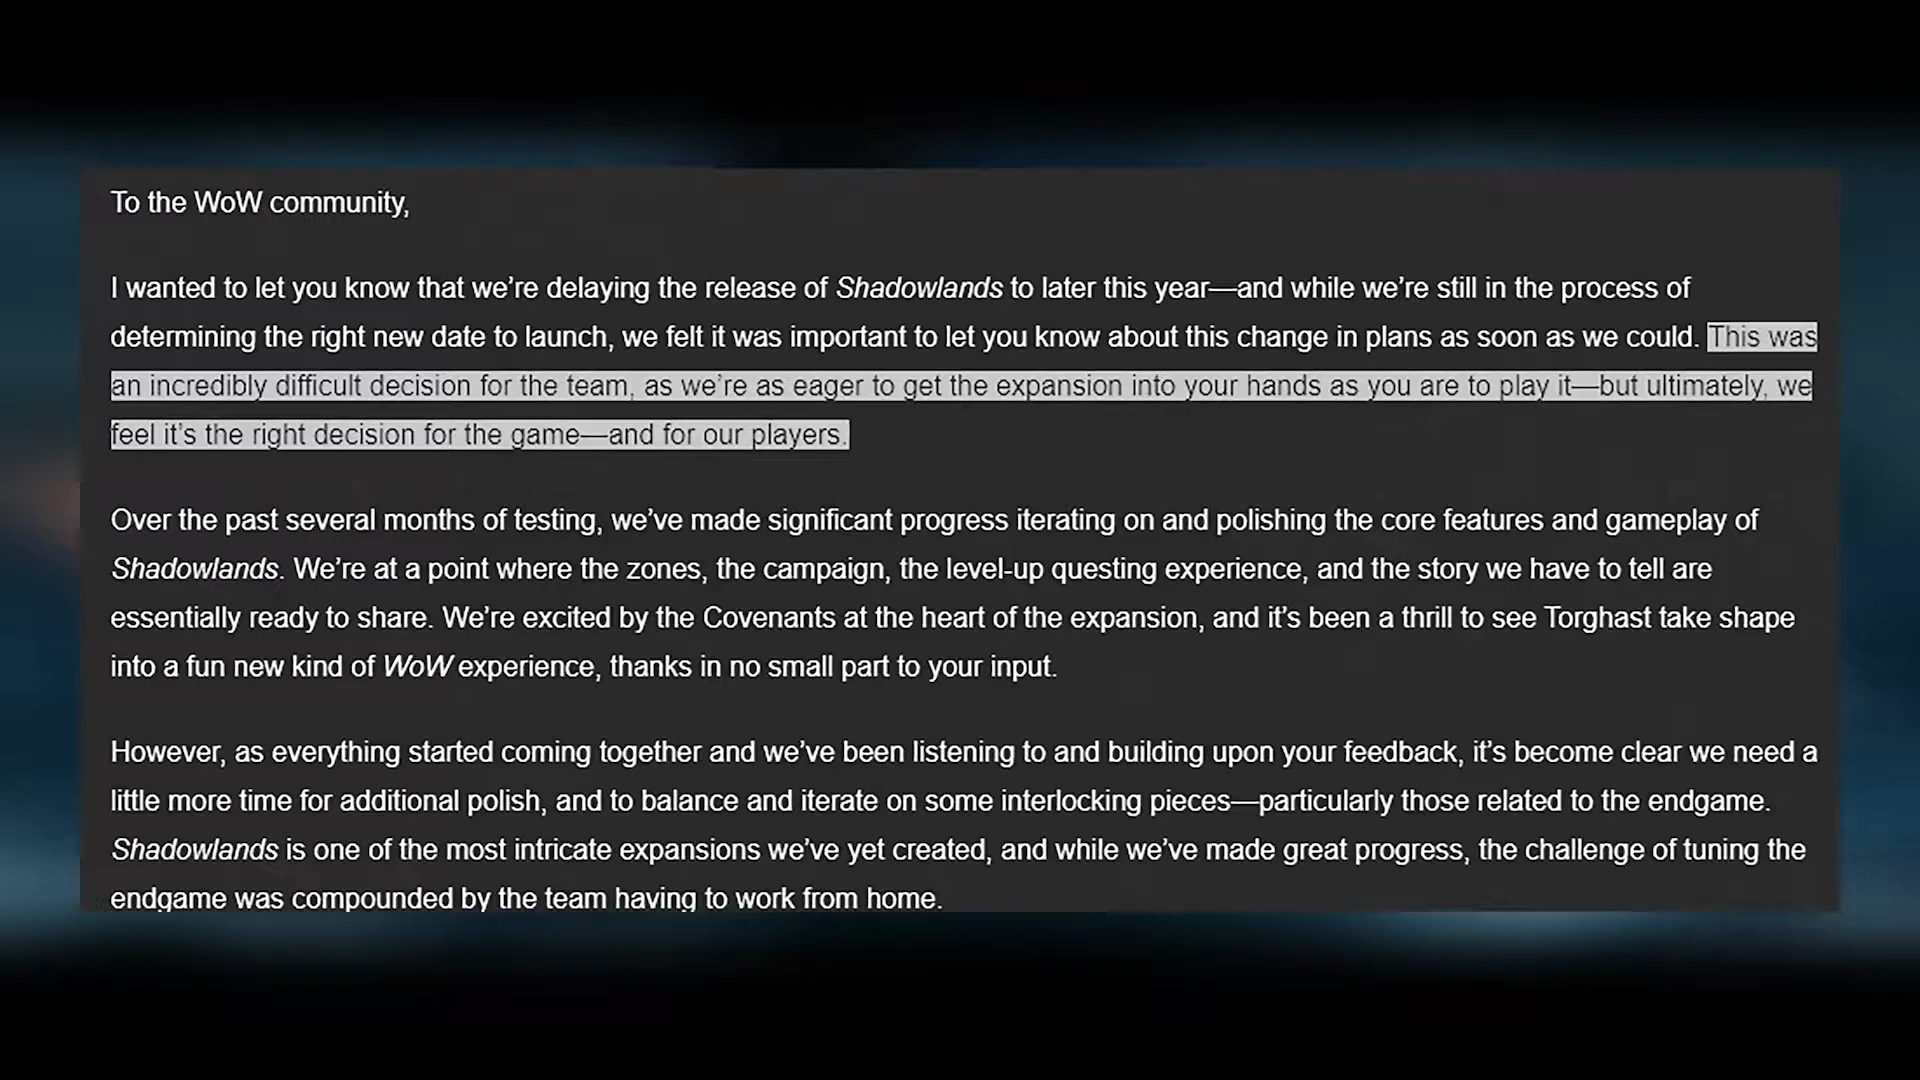 To the WoW community,
I wanted to let you know that we’re delaying the release of Shadowlands to later this year—and while we’re still in the process of
determining the right new date to launch, we felt it was important to let you know about this change in plans as soon as we could. This was
an incredibly difficult decision for the team, as we’re as eager to get the expansion into your hands as you are to play it—but ultimately, we
feel it’s the right decision for the game—and for our players.
Over the past several months of testing, we’ve made significant progress iterating on and polishing the core features and gameplay of
Shadowlands. We’re at a point where the zones, the campaign, the level-up questing experience, and the story we have to tell are
essentially ready to share. We’re excited by the Covenants at the heart of the expansion, and it’s been a thrill to see Torghast take shape
into a fun new kind of WoW experience, thanks in no small part to your input.
However, as everything started coming together and we’ve been listening to and building upon your feedback, it’s become clear we need a
little more time for additional polish, and to balance and iterate on some interlocking pieces—particularly those related to the endgame.
Shadowlands is one of the most intricate expansions we’ve yet created, and while we’ve made great progress, the challenge of tuning the
endgame was compounded by the team having to work from home.